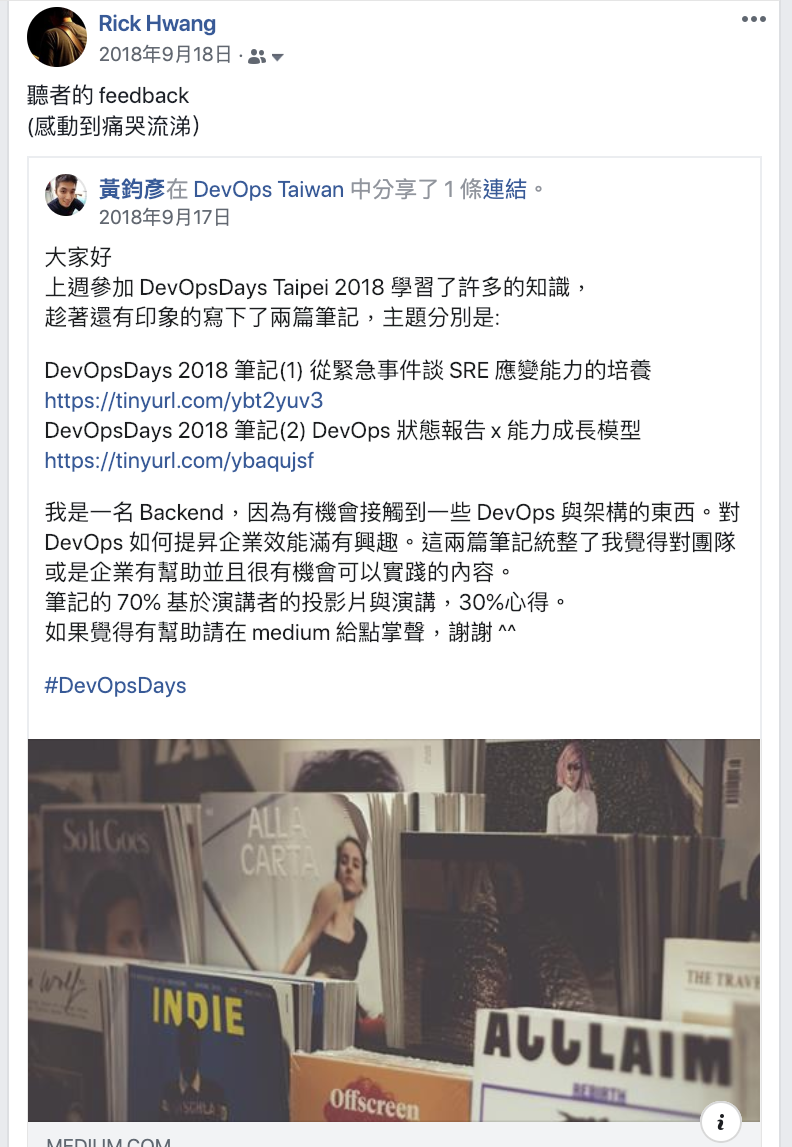 Rick Hwang
2018年9月18日 ·
聽者的 feedback
(感動到痛哭流涕)
黃鈞彥在 DevOps Taiwan 中分享了 1 條連結。
2018年9月17日
大家好
上週參加 DevOpsDays Taipei 2018 學習了許多的知識，
趁著還有印象的寫下了兩篇筆記，主題分別是:
DevOpsDays 2018 筆記(1) 從緊急事件談 SRE 應變能力的培養
https://tinyurl.com/ybt2yuv3
DevOpsDays 2018 筆記(2) DevOps 狀態報告 x 能力成長模型
https://tinyurl.com/ybaqujsf
我是一名 Backend，因為有機會接觸到一些 DevOps 與架構的東西。對
DevOps 如何提昇企業效能滿有興趣。這兩篇筆記統整了我覺得對團隊
或是企業有幫助並且很有機會可以實踐的內容。
筆記的 70% 基於演講者的投影片與演講，30%心得。
如果覺得有幫助請在 medium 給點掌聲，謝謝 ^^
#DevOpsDays
So It Goes
ALLA
CARTA
Wolf
INDIE
THE TRAVE
ACCLAIM
REBIRTH
Offscreen
MEDIUM.COM